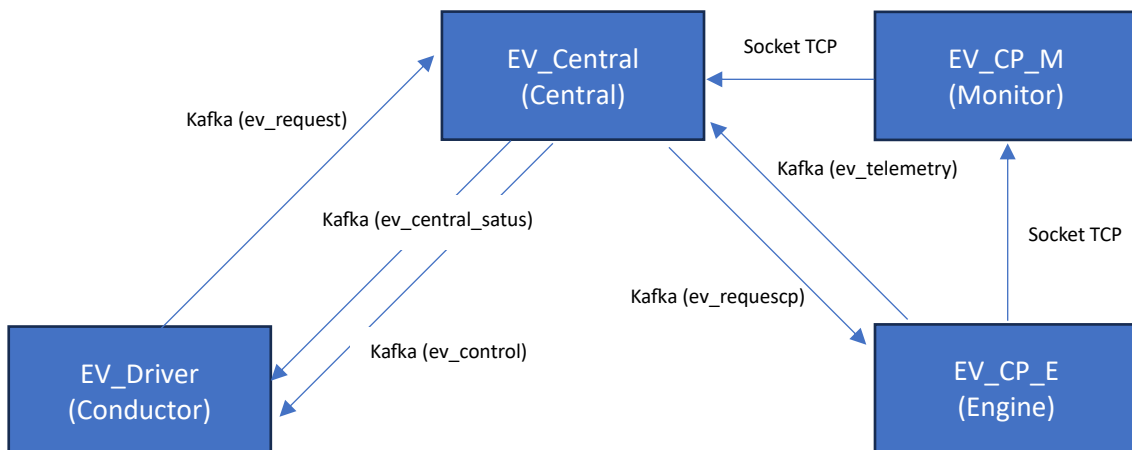 EV_Central
(Central)
Socket TCP
EV_CP_M
(Monitor)
Kafka (ev_request)
Kafka (ev_telemetry)
Kafka (ev_central_satus)
Socket TCP
Kafka (ev_requescp)
Kafka (ev_control)
EV_Driver
(Conductor)
EV_CP_E
(Engine)